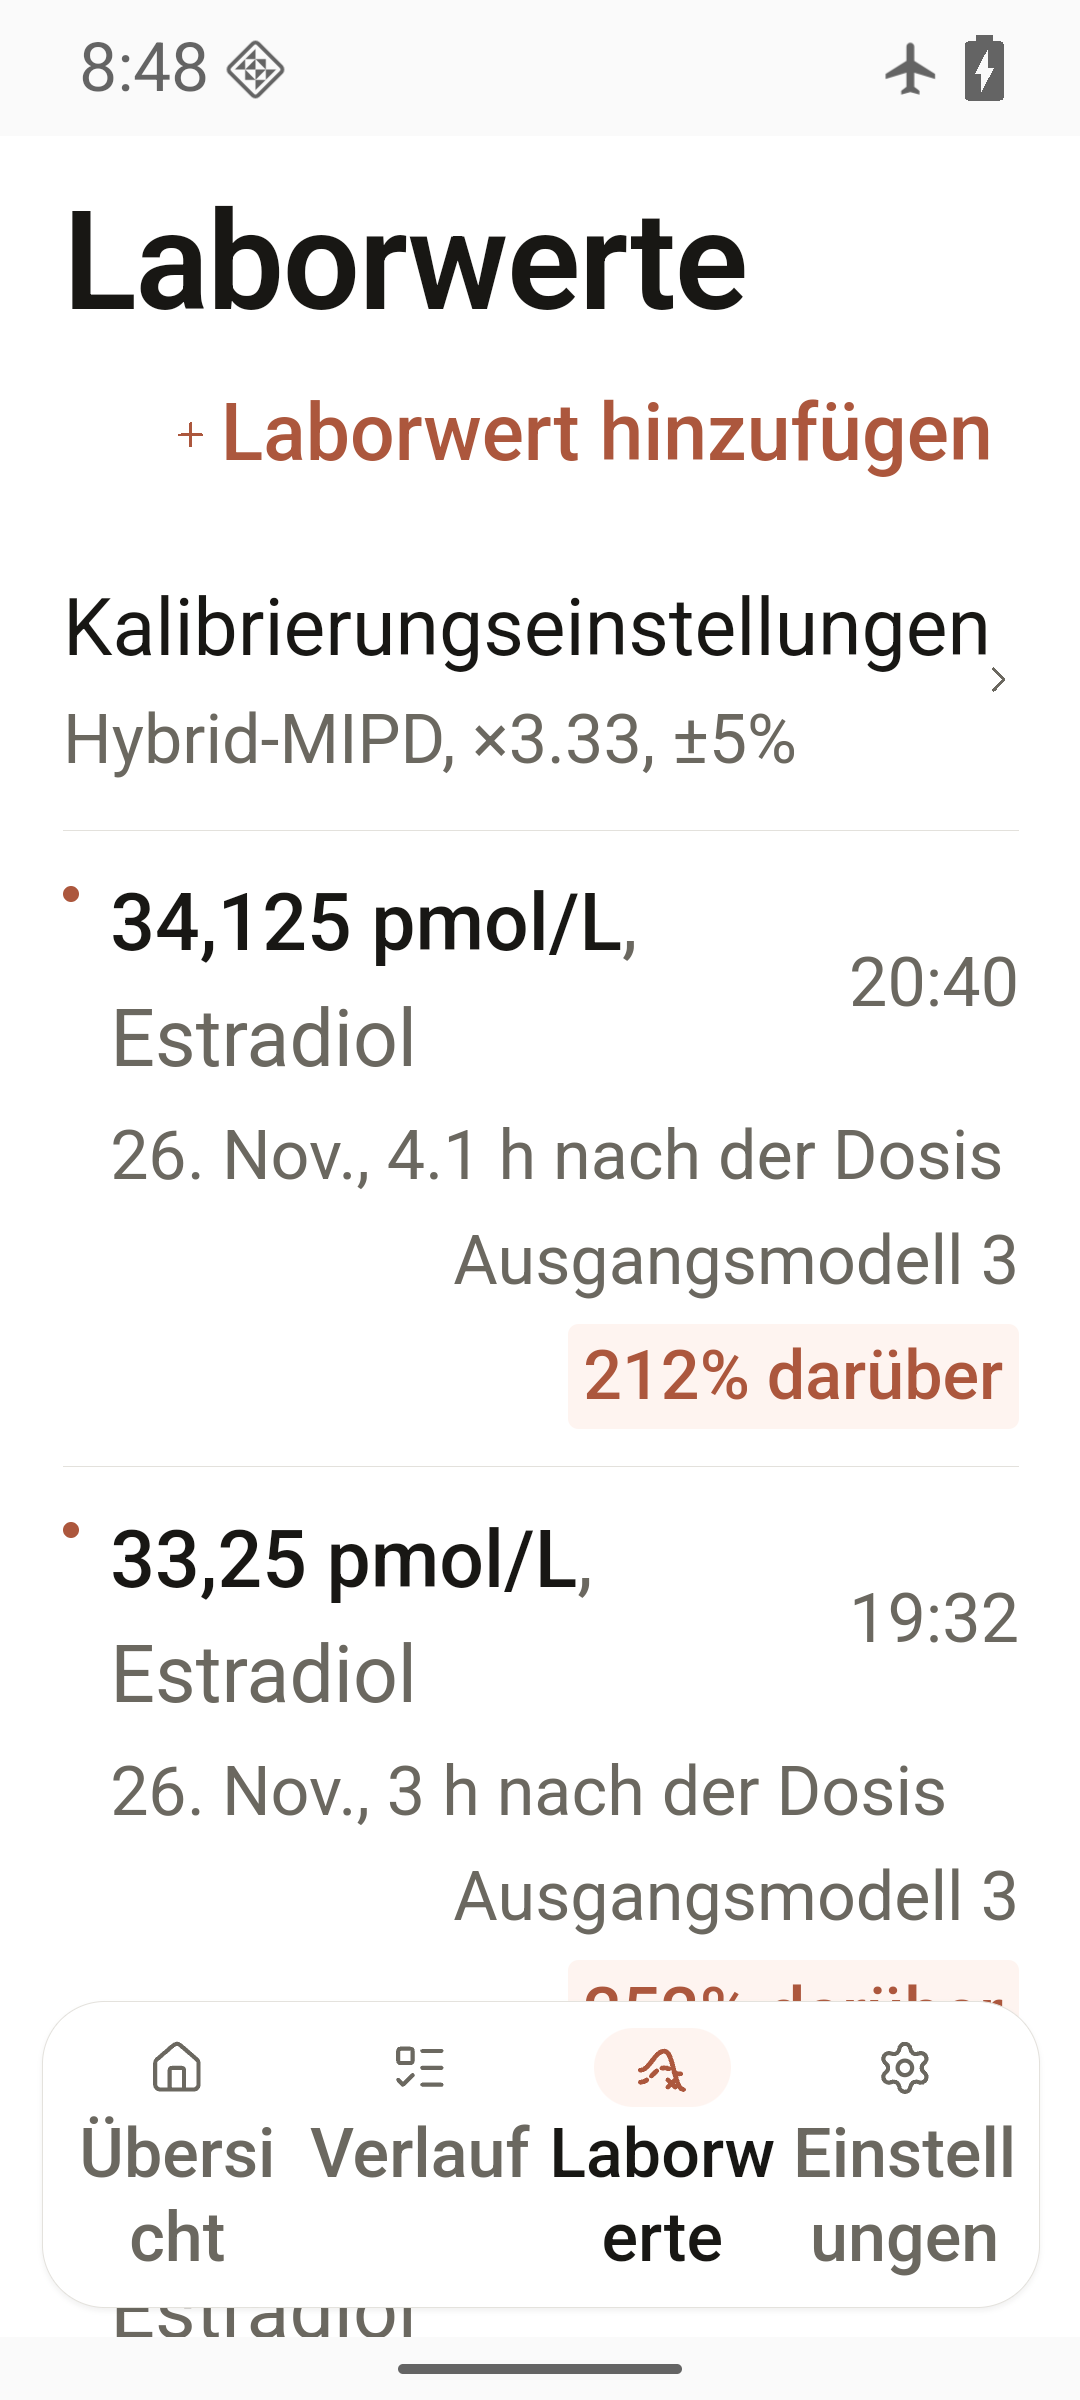 8:48
Laborwerte
+ Laborwert hinzufügen
Kalibrierungseinstellungen
Hybrid-MIPD, ×3.33, ±5%
34,125 pmol/L,
Estradiol
20:40
26. Nov., 4.1 h nach der Dosis
Ausgangsmodell 3
212% darüber
33,25 pmol/L,
Estradiol
19:32
26. Nov., 3 h nach der Dosis
Ausgangsmodell 3
darüber
Übersi
cht
Verlauf
Laborw
erte
Einstell
ungen
Estradiol